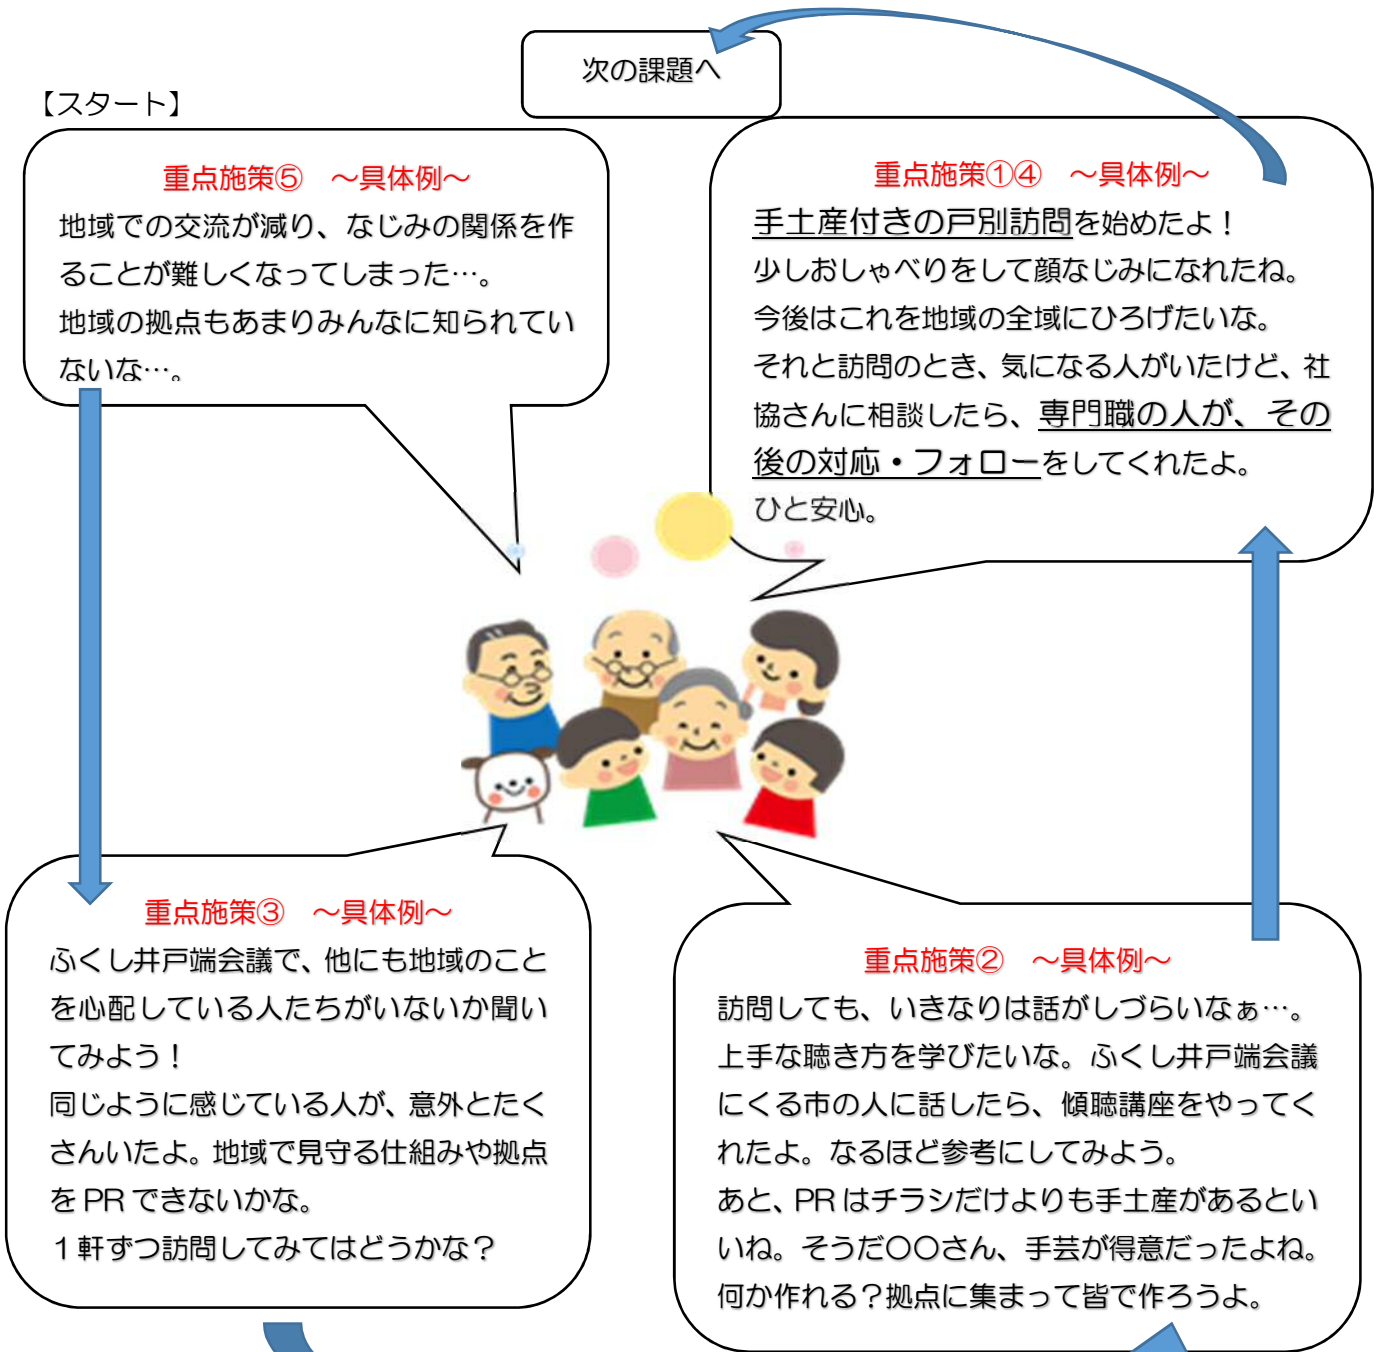 次の課題へ
【スタート】
重点施策⑤　～具体例～
地域での交流が減り、なじみの関係を作
ることが難しくなってしまった…。
地域の拠点もあまりみんなに知られてい
ないな…。
重点施策③　～具体例～
ふくし井戸端会議で、他にも地域のこと
を心配している人たちがいないか聞い
てみよう！
同じように感じている人が、意外とたく
さんいたよ。地域で見守る仕組みや拠点
をPRできないかな。
１軒ずつ訪問してみてはどうかな？
重点施策②　～具体例～
訪問しても、いきなりは話がしづらいなぁ…。
上手な聴き方を学びたいな。ふくし井戸端会議
にくる市の人に話したら、傾聴講座をやってく
れたよ。なるほど参考にしてみよう。
あと、PRはチラシだけよりも手土産があるとい
いね。そうだ〇〇さん、手芸が得意だったよね。
何か作れる？拠点に集まって皆で作ろうよ。
重点施策①④　～具体例～
手土産付きの戸別訪問を始めたよ！
少しおしゃべりをして顔なじみになれたね。
今後はこれを地域の全域にひろげたいな。
それと訪問のとき、気になる人がいたけど、社
協さんに相談したら、専門職の人が、その
後の対応・フォローをしてくれたよ。
ひと安心。